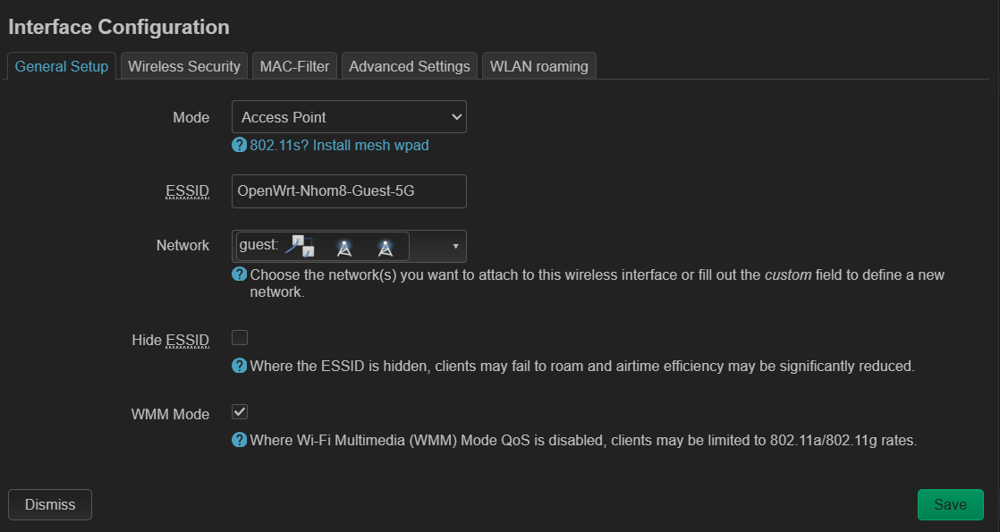 Interface Configuration
General Setup
Wireless Security
MAC-Filter
Advanced Settings
WLAN roaming
Mode
Access Point
802.11s? Install mesh wpad
ESSID
OpenWrt-Nhom8-Guest-5G
Network
guest:
Choose the network(s) you want to attach to this wireless interface or fill out the custom field to define a new
network.
Hide ESSID
Where the ESSID is hidden, clients may fail to roam and airtime efficiency may be significantly reduced.
WMM Mode
Where Wi-Fi Multimedia (WMM) Mode QoS is disabled, clients may be limited to 802.11a/802.11g rates.
Dismiss
Save